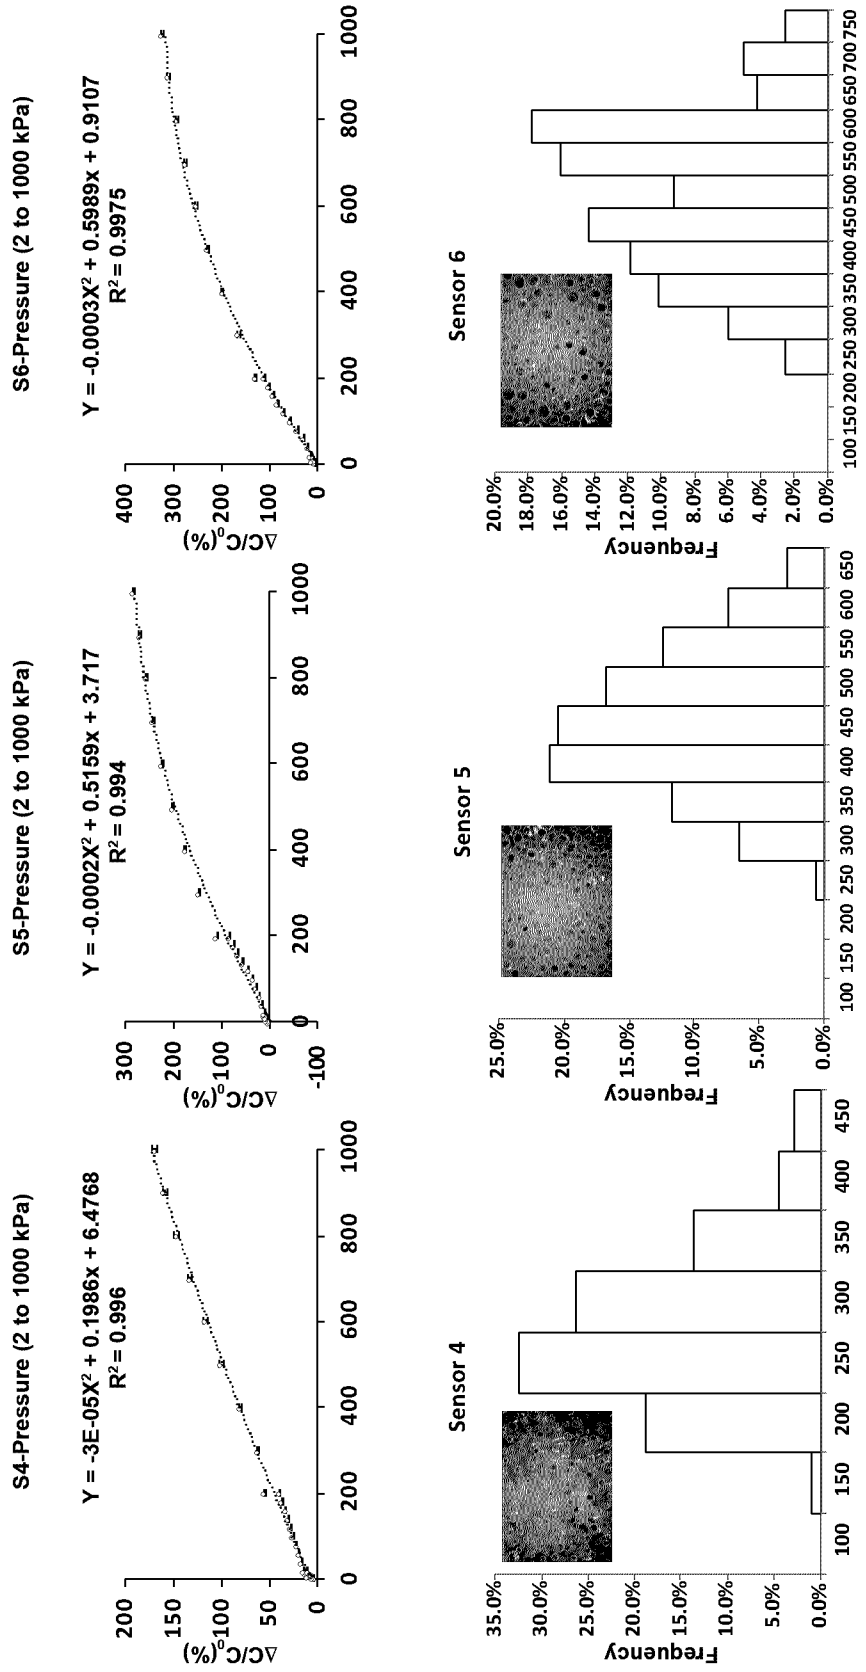 S4-Pressure (2 to 1000 kPa)
Y = -3E-05X² + 0.1986x + 6.4768
R² = 0.996
ΔC/C₀(%)
200
150
100
50
0
0 200 400 600 800 1000
S5-Pressure (2 to 1000 kPa)
Y = -0.0002X² + 0.5159x + 3.717
R² = 0.994
ΔC/C₀(%)
300
200
100
0
-100
0 200 400 600 800 1000
S6-Pressure (2 to 1000 kPa)
Y = -0.0003X² + 0.5989x + 0.9107
R² = 0.9975
ΔC/C₀(%)
400
300
200
100
0
0 200 400 600 800 1000
Sensor 4
Frequency
35.0%
30.0%
25.0%
20.0%
15.0%
10.0%
5.0%
0.0%
100 150 200 250 300 350 400 450
Sensor 5
Frequency
25.0%
20.0%
15.0%
10.0%
5.0%
0.0%
100 150 200 250 300 350 400 450 500 550 600 650
Sensor 6
Frequency
20.0%
18.0%
16.0%
14.0%
12.0%
10.0%
8.0%
6.0%
4.0%
2.0%
0.0%
100 150 200 250 300 350 400 450 500 550 600 650 700 750